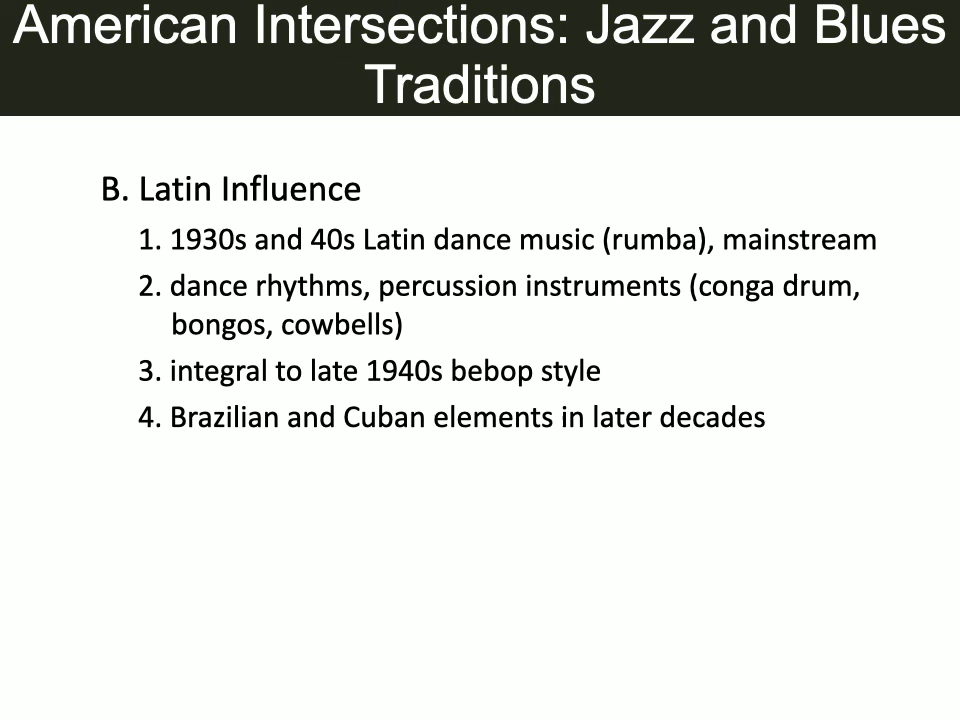 American Intersections: Jazz and Blues
Traditions
B. Latin Influence
1. 1930s and 40s Latin dance music (rumba), mainstream
2. dance rhythms, percussion instruments (conga drum,
bongos, cowbells)
3. integral to late 1940s bebop style
4. Brazilian and Cuban elements in later decades